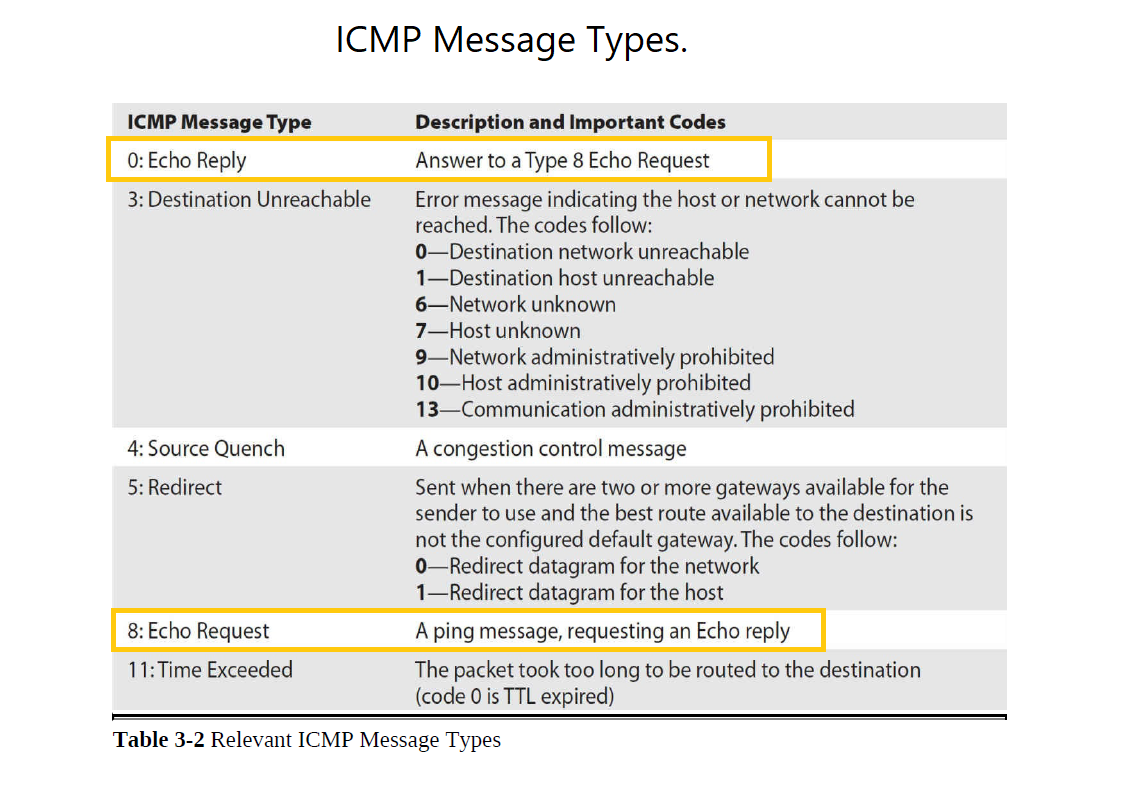 ICMP Message Types.
ICMP Message Type Description and Important Codes
0: Echo Reply Answer to a Type 8 Echo Request
3: Destination Unreachable Error message indicating the host or network cannot be
reached. The codes follow:
0—Destination network unreachable
1—Destination host unreachable
6—Network unknown
7—Host unknown
9—Network administratively prohibited
10—Host administratively prohibited
13—Communication administratively prohibited
4: Source Quench A congestion control message
5: Redirect Sent when there are two or more gateways available for the
sender to use and the best route available to the destination is
not the configured default gateway. The codes follow:
0—Redirect datagram for the network
1—Redirect datagram for the host
8: Echo Request A ping message, requesting an Echo reply
11: Time Exceeded The packet took too long to be routed to the destination
(code 0 is TTL expired)
Table 3-2 Relevant ICMP Message Types